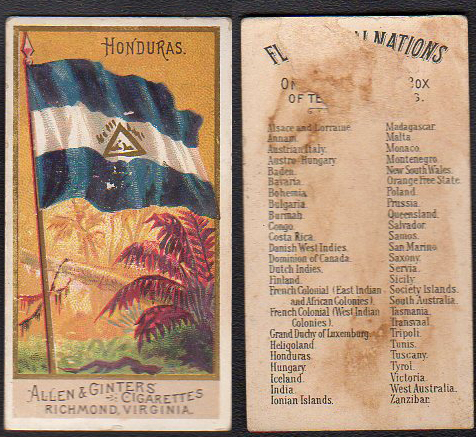 HONDURAS.
ALLEN & GINTER'S CIGARETTES
RICHMOND, VIRGINIA.
NATIONS
OF
Alsace and Lorraine.
Annam.
Austrian Italy.
Austro-Hungary
Baden.
Bavaria.
Bohemia.
Bulgaria
Burmah.
Congo.
Costa Rica.
Danish West Indies.
Dominion of Canada.
Dutch Indies.
Finland.
French Colonial (East Indian
and African Colonies).
French Colonial (West Indian
Colonies).
Grand Duchy of Luxemburg.
Heligoland.
Honduras
Hungary
Iceland.
India.
Ionian Islands.
Madagascar.
Malta.
Monaco.
Montenegro.
New South Wales.
Orange Free State.
Poland.
Prussia.
Queensland.
Salvador.
Samos.
San Marino
Saxony.
Servia.
Sicily
Society Islands.
South Australia.
Tasmania.
Transvaal
Tripoli.
Tunis.
Tuscany.
Tyrol.
Victoria.
West Australia.
Zanzibar.